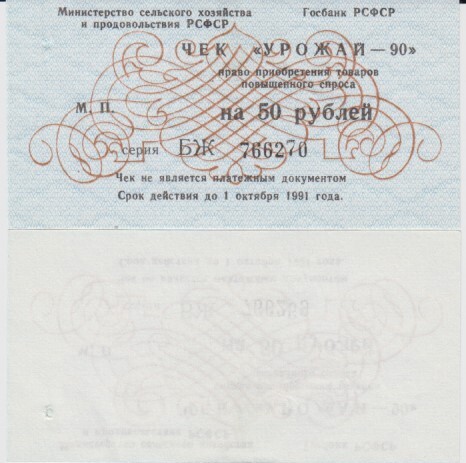 Министерство сельского хозяйства
и продовольствия РСФСР
Госбанк РСФСР
ЧЕК «УРОЖАЙ — 90»
право приобретения товаров
повышенного спроса
М. П.
на 50 рублей
серия БЖ 766270
Чек не является платежным документом
Срок действия до 1 октября 1991 года.